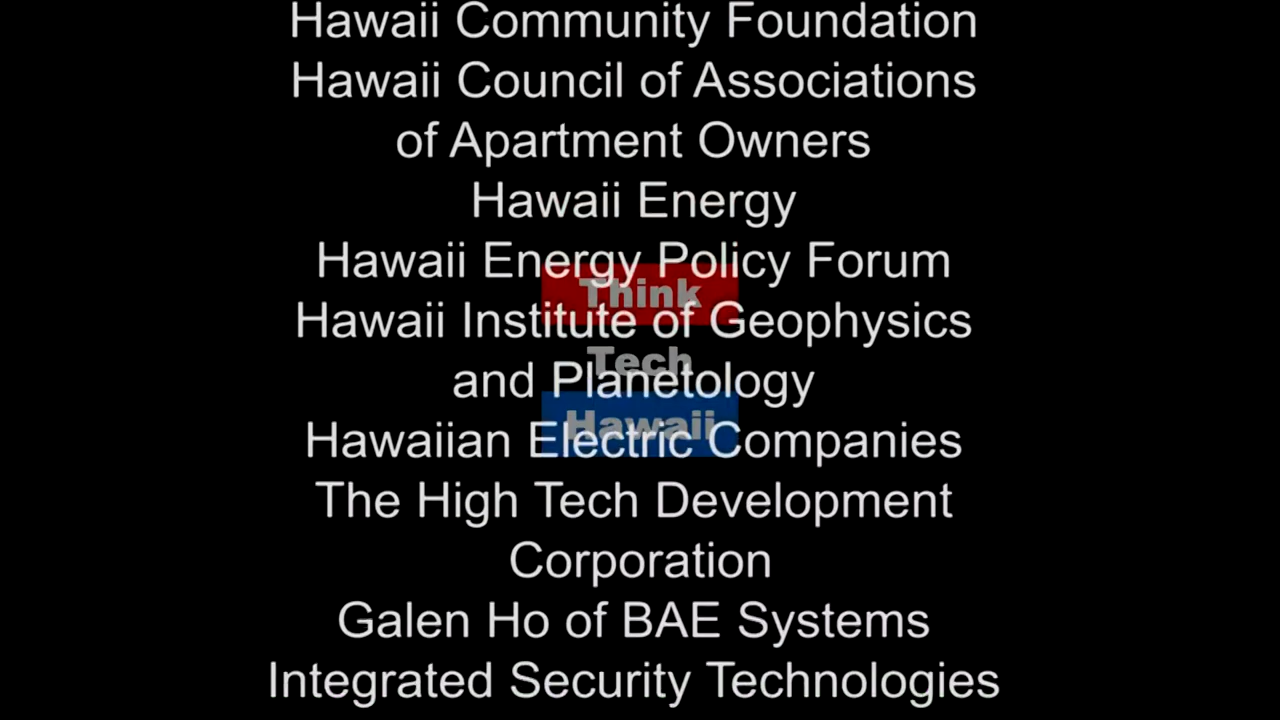 Hawaii Community Foundation
Hawaii Council of Associations
of Apartment Owners
Hawaii Energy
Hawaii Energy Policy Forum
Think
Hawaii Institute of Geophysics
Tech
and Planetology
Hawaii
Hawaiian Electric Companies
The High Tech Development
Corporation
Galen Ho of BAE Systems
Integrated Security Technologies